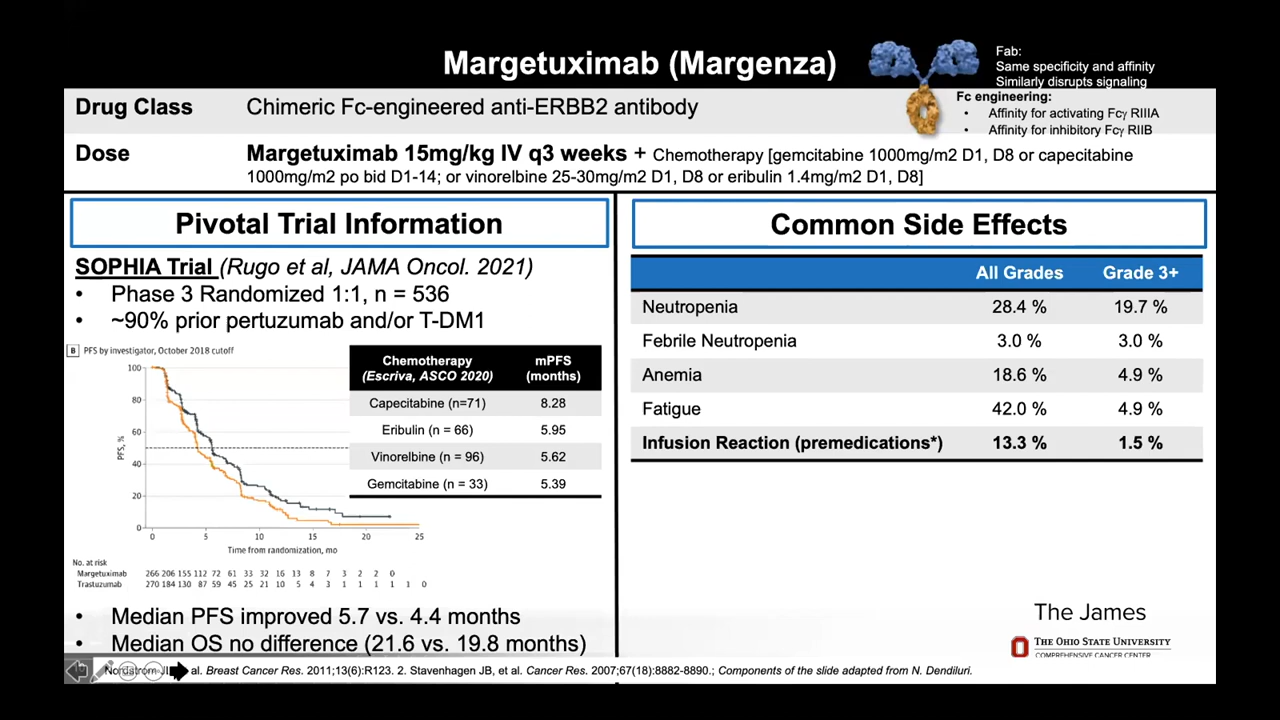 Margetuximab (Margenza)
Fab:
Same specificity and affinity
Similarly disrupts signaling
Fc engineering:
• Affinity for activating Fcγ RIIIA
• Affinity for inhibitory Fcγ RIIB
Drug Class
Chimeric Fc-engineered anti-ERBB2 antibody
Dose
Margetuximab 15mg/kg IV q3 weeks + Chemotherapy [gemcitabine 1000mg/m2 D1, D8 or capecitabine
1000mg/m2 po bid D1-14; or vinorelbine 25-30mg/m2 D1, D8 or eribulin 1.4mg/m2 D1, D8]
Pivotal Trial Information
SOPHIA Trial (Rugo et al, JAMA Oncol. 2021)
• Phase 3 Randomized 1:1, n = 536
• ~90% prior pertuzumab and/or T-DM1
B PFS by investigator, October 2018 cutoff
PFS, %
100
80
60
40
20
0
0 5 10 15 20 25
Time from randomization, mo
No. at risk
Margetuximab 266 206 155 112 72 61 33 32 16 13 8 7 3 2 2 0
Trastuzumab 270 184 130 87 59 45 25 21 10 5 4 3 1 1 1 1 1 0
Chemotherapy mPFS
(Escriva, ASCO 2020) (months)
Capecitabine (n=71) 8.28
Eribulin (n = 66) 5.95
Vinorelbine (n = 96) 5.62
Gemcitabine (n = 33) 5.39
• Median PFS improved 5.7 vs. 4.4 months
• Median OS no difference (21.6 vs. 19.8 months)
Common Side Effects
All Grades Grade 3+
Neutropenia 28.4 % 19.7 %
Febrile Neutropenia 3.0 % 3.0 %
Anemia 18.6 % 4.9 %
Fatigue 42.0 % 4.9 %
Infusion Reaction (premedications*) 13.3 % 1.5 %
The James
THE OHIO STATE UNIVERSITY
COMPREHENSIVE CANCER CENTER
Nordstrom al. Breast Cancer Res. 2011;13(6):R123. 2. Stavenhagen JB, et al. Cancer Res. 2007;67(18):8882-8890.; Components of the slide adapted from N. Dendiluri.